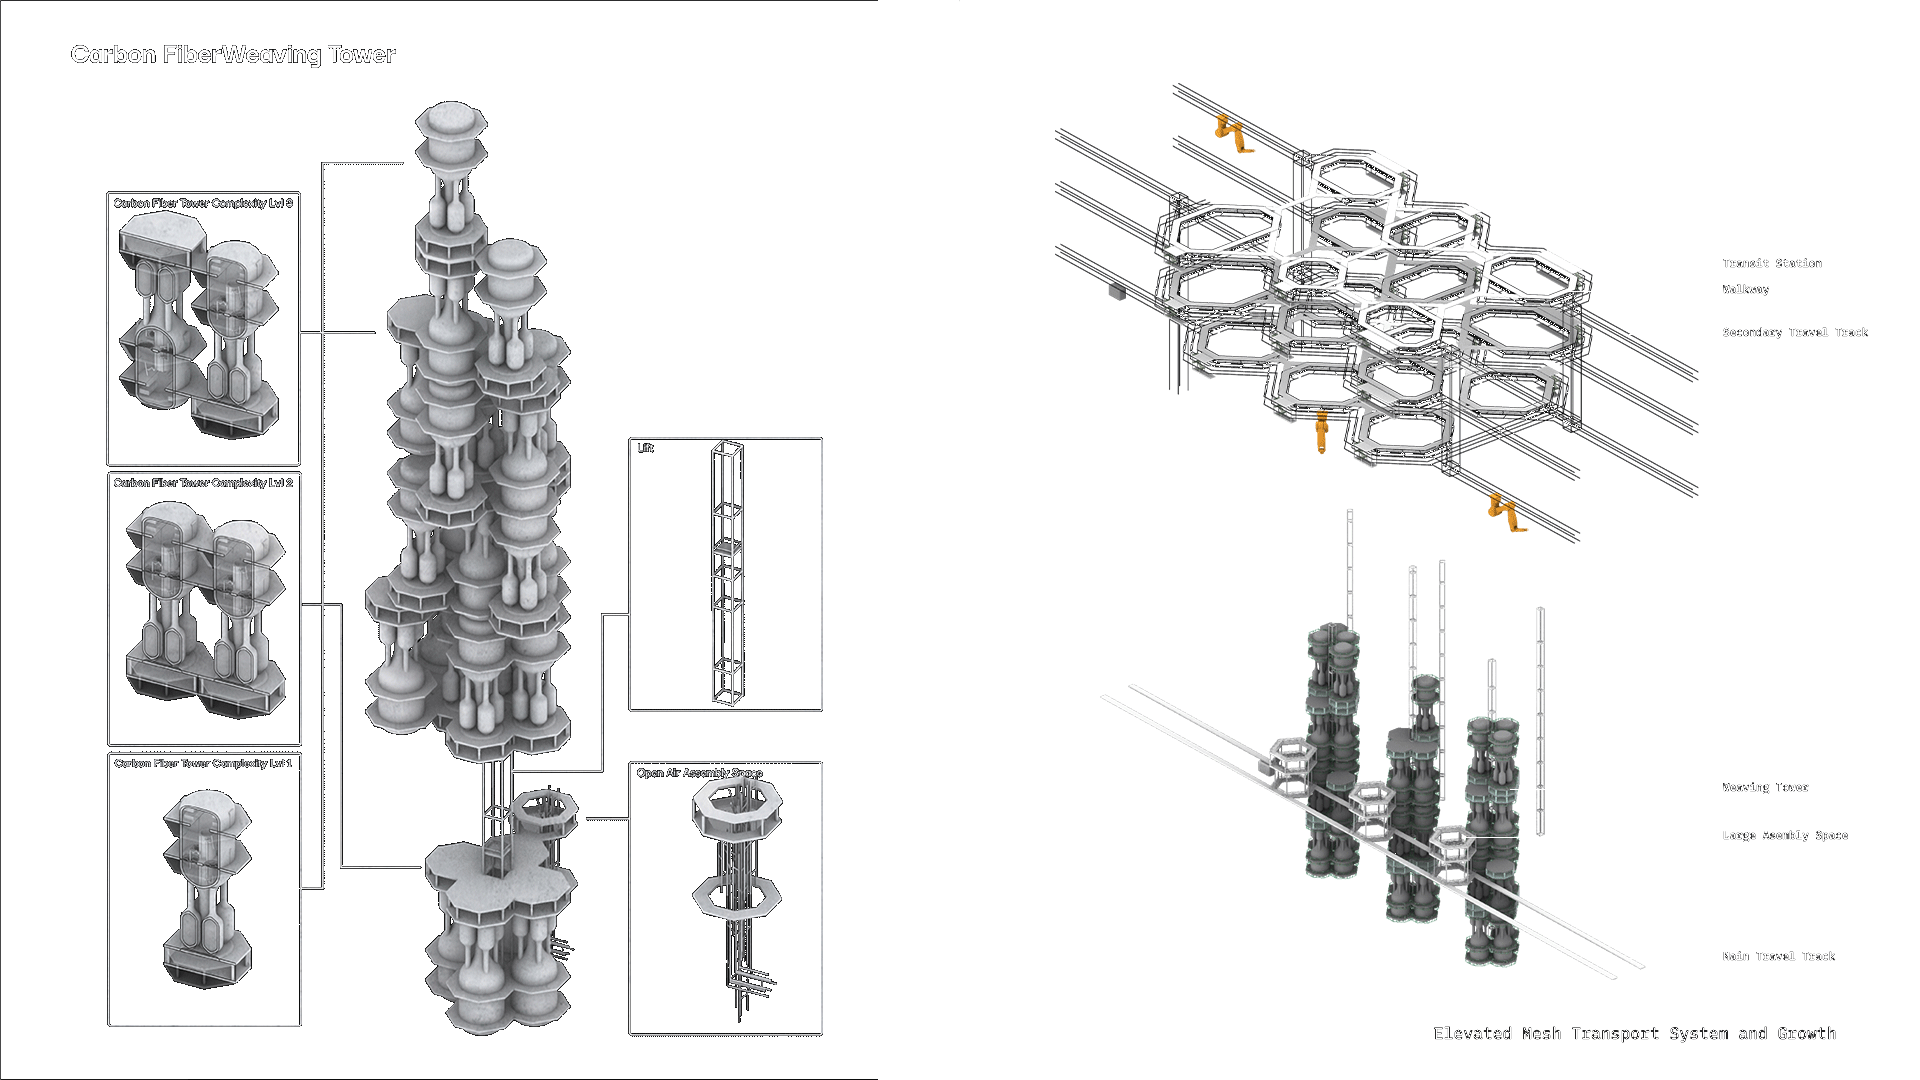 Carbon FiberWeaving Tower
Carbon Fiber Tower Complexity Lvl 3
Carbon Fiber Tower Complexity Lvl 2
Carbon Fiber Tower Complexity Lvl 1
Lift
Open Air Assembly Space
Transit Station
Walkway
Secondary Travel Track
Weaving Tower
Large Asembly Space
Main Travel Track
Elevated Mesh Transport System and Growth